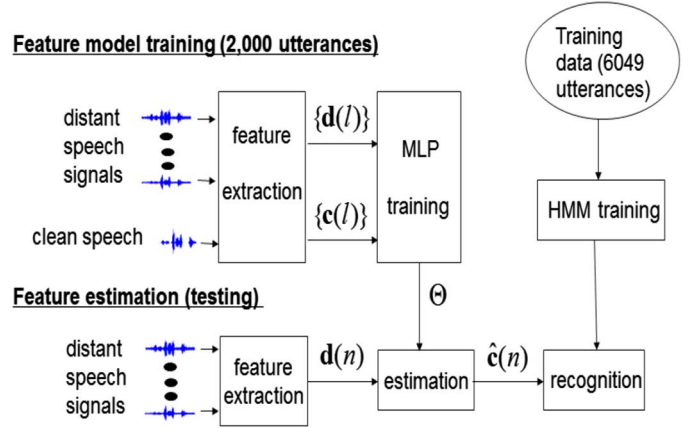 Feature model training (2,000 utterances)
Training
data (6049
utterances)
distant
speech
signals
clean speech
feature
extraction
{d(l)}
{c(l)}
MLP
training
HMM training
Θ
Feature estimation (testing)
distant
speech
signals
feature
extraction
d(n)
estimation
ĉ(n)
recognition